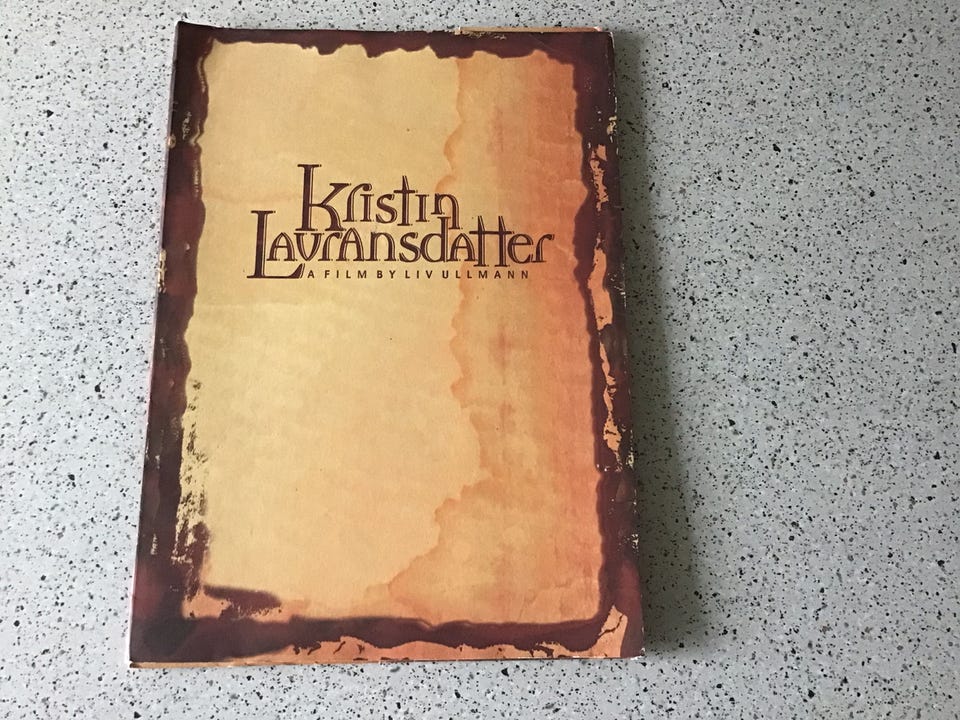 Kristin
Lavransdatter
A FILM BY LIV ULLMANN